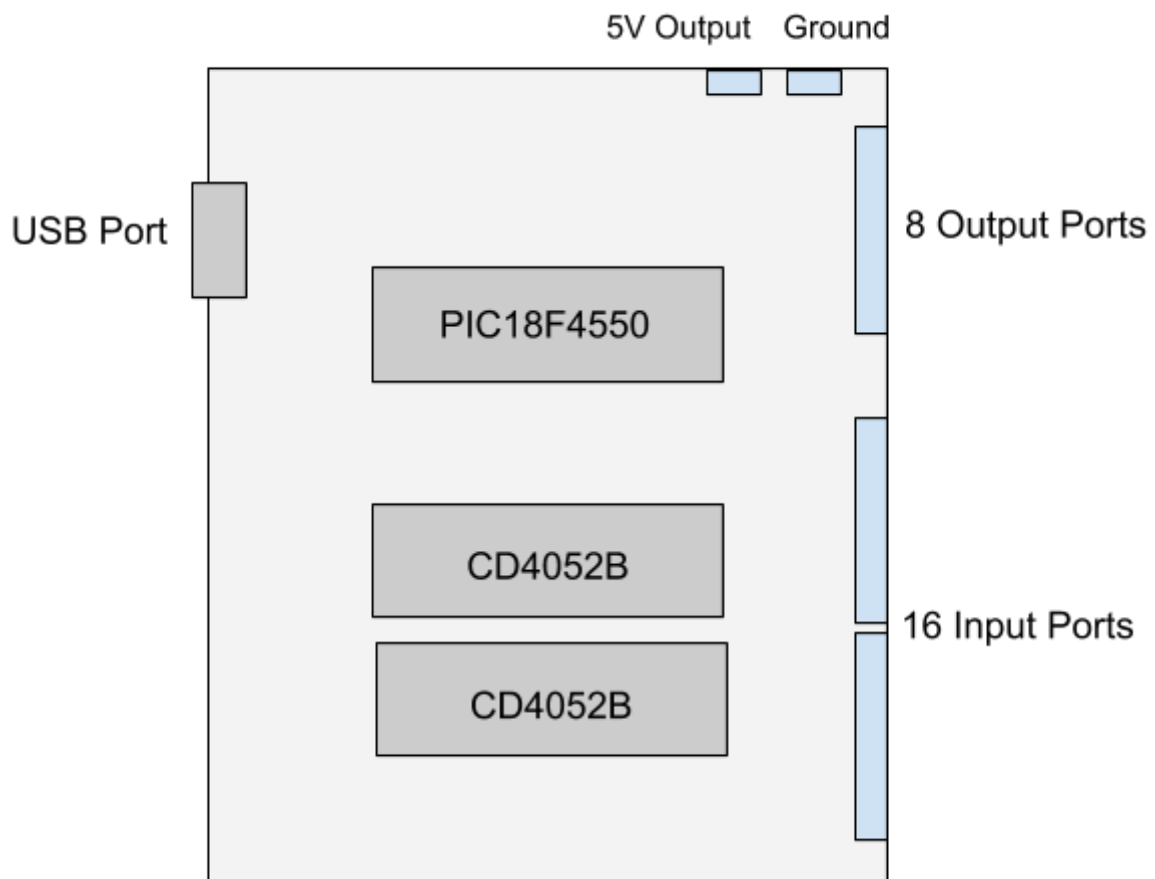 5V Output
Ground
USB Port
8 Output Ports
PIC18F4550
CD4052B
16 Input Ports
CD4052B